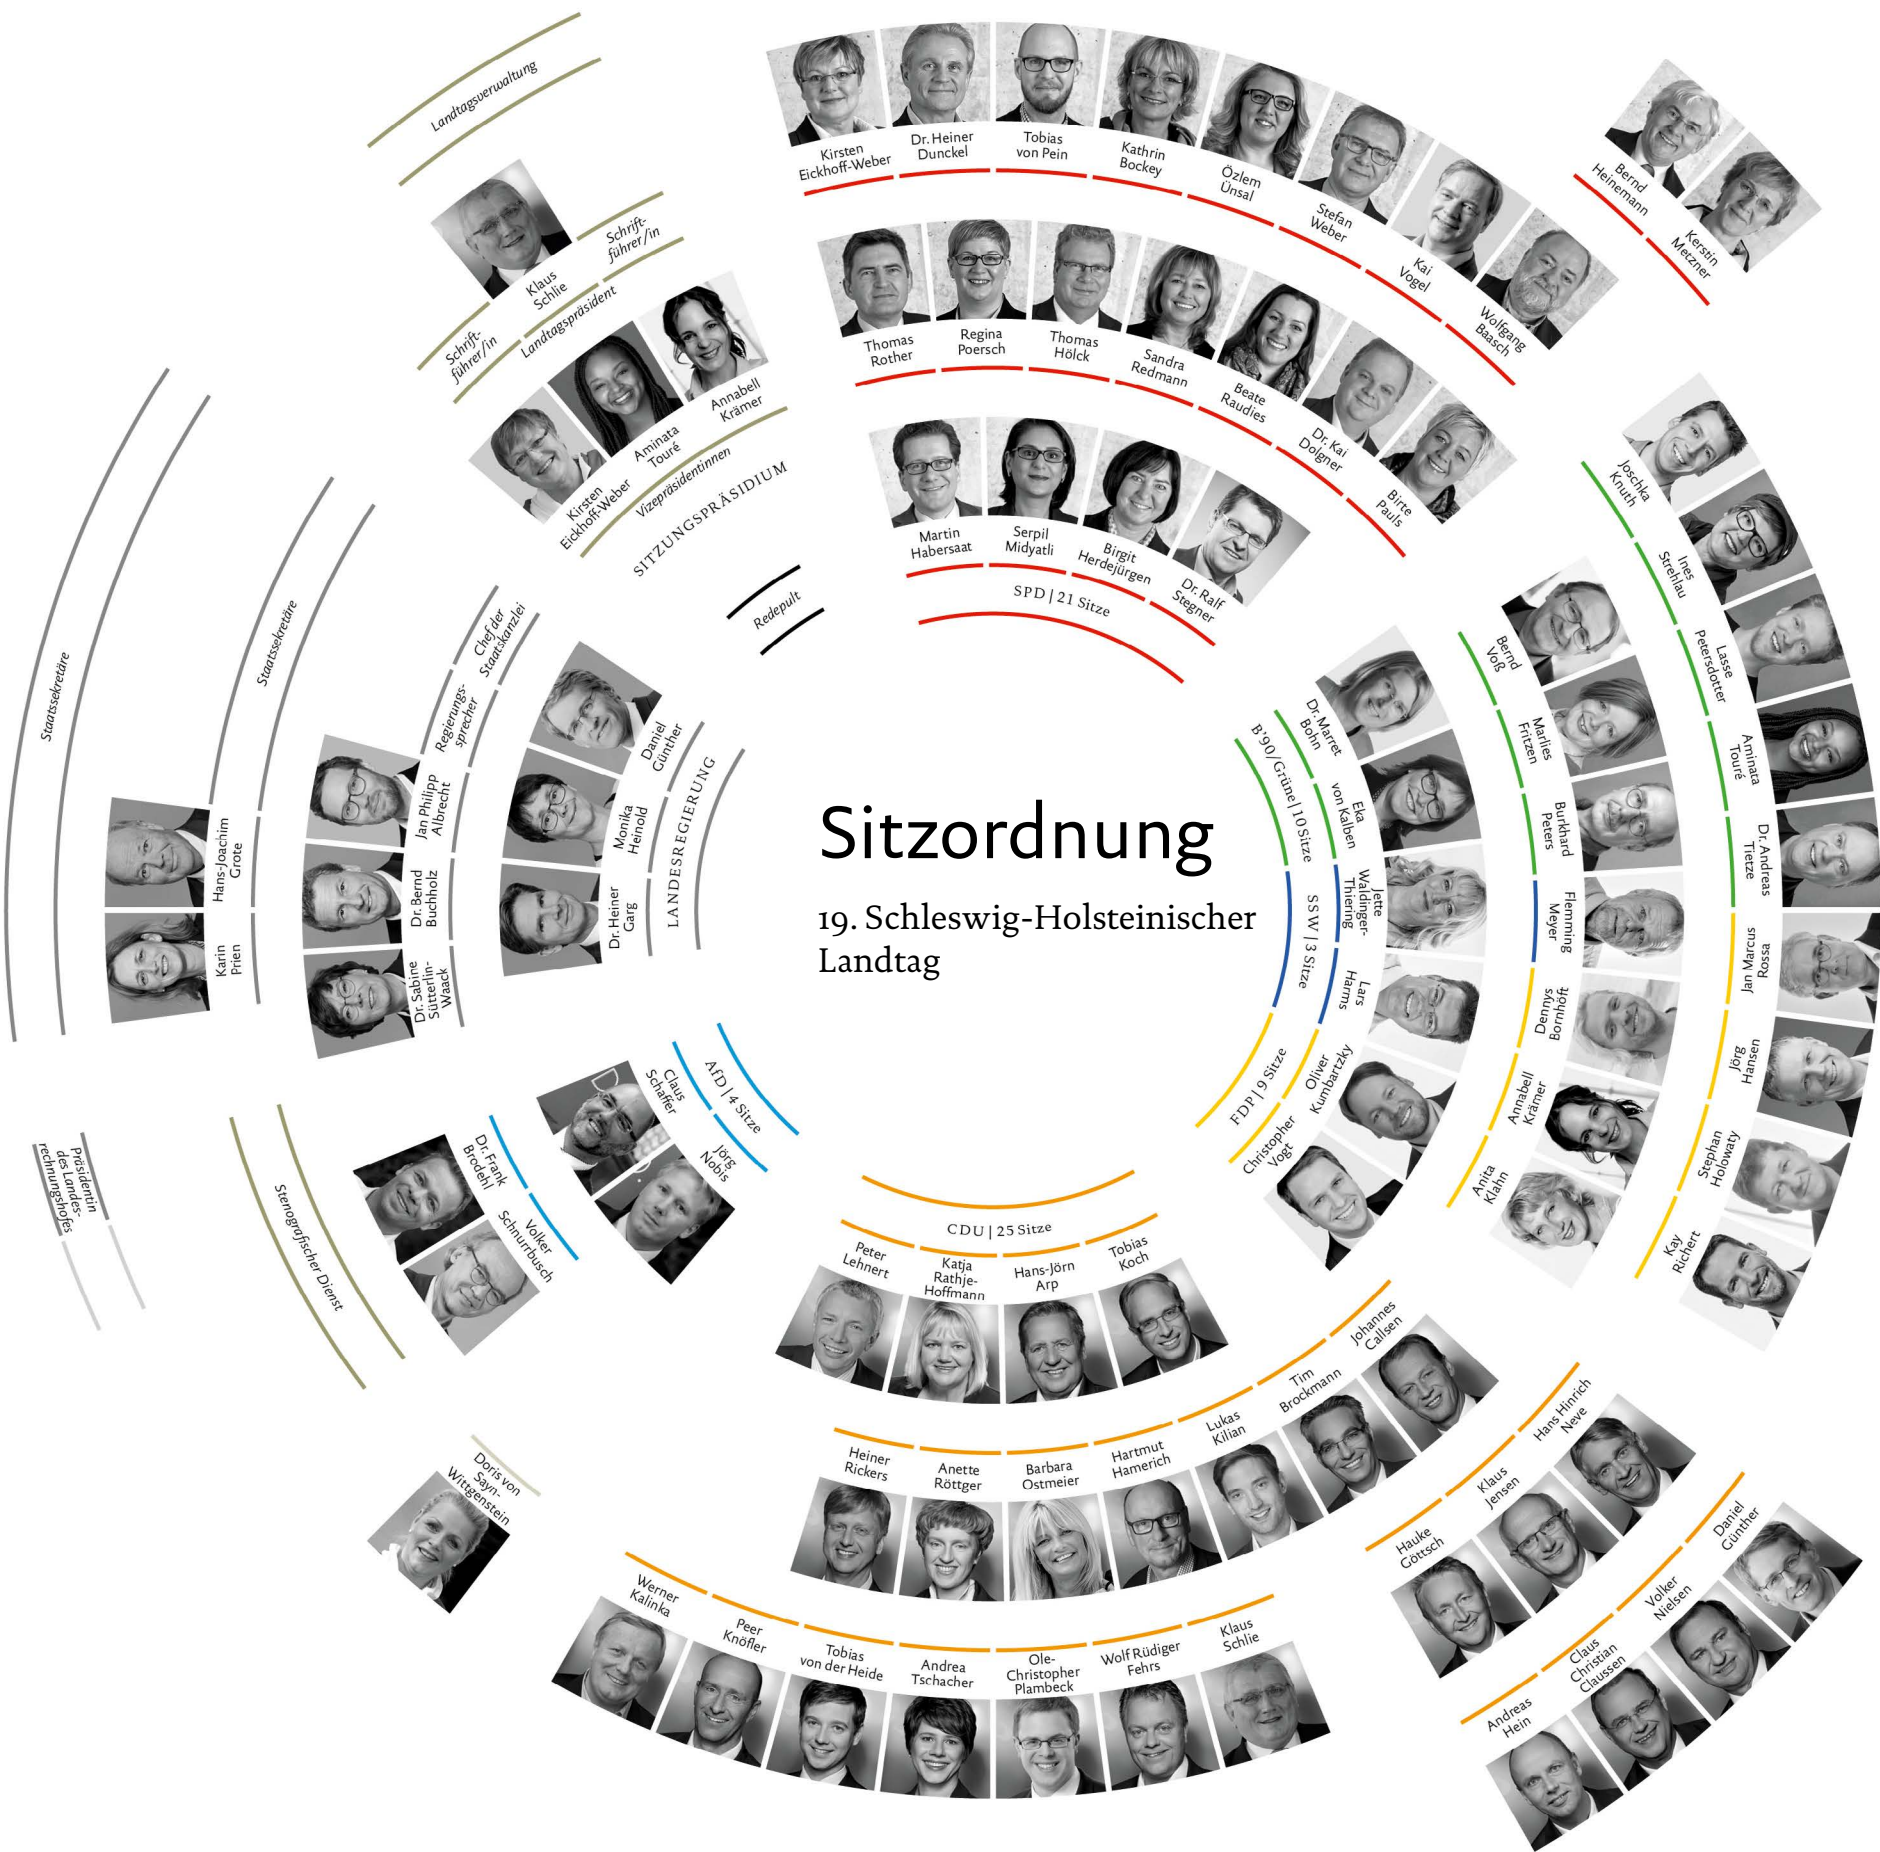 Landtagsverwaltung
Klaus
Schlie
Schrift-
führer/in
Schrift-
führer/in
Landtagspräsident
Kirsten
Eickhoff-Weber
Aminata
Touré
Annabell
Krämer
Vizepräsidentinnen
SITZUNGSPRÄSIDIUM
Redepult
Kirsten
Eickhoff-Weber
Dr. Heiner
Dunckel
Tobias
von Pein
Kathrin
Bockey
Özlem
Ünsal
Stefan
Weber
Kai
Vogel
Wolfgang
Baasch
Bernd
Heinemann
Kerstin
Metzner
Thomas
Rother
Regina
Poersch
Thomas
Hölck
Sandra
Redmann
Beate
Raudies
Dr. Kai
Dolgner
Birte
Pauls
Martin
Habersaat
Serpil
Midyatli
Birgit
Herdejürgen
Dr. Ralf
Stegner
SPD | 21 Sitze
Joschka
Knuth
Ines
Strehlau
Lasse
Petersdotter
Aminata
Touré
Dr. Andreas
Tietze
Jan Marcus
Rossa
Jörg
Hansen
Stephan
Holowaty
Kay
Richert
Bernd
Voß
Marlies
Fritzen
Burkhard
Peters
Flemming
Meyer
Dennys
Bornhöft
Annabell
Krämer
Anita
Klahn
Dr. Marret
Bohn
Eka
von Kalben
Jette
Waldinger-
Thiering
Lars
Harms
Oliver
Kumbartzky
Christopher
Vogt
B'90/Grüne | 10 Sitze
SSW | 3 Sitze
FDP | 9 Sitze
Sitzordnung
19. Schleswig-Holsteinischer
Landtag
Staatssekretäre
Staatssekretäre
Chef der
Staatskanzlei
Regierungs-
sprecher
Jan Philipp
Albrecht
Dr. Bernd
Buchholz
Dr. Sabine
Sütterlin-
Waack
Hans-Joachim
Grote
Karin
Prien
Daniel
Günther
Monika
Heinold
Dr. Heiner
Garg
LANDESREGIERUNG
AfD | 4 Sitze
Claus
Schaffer
Jörg
Nobis
Dr. Frank
Brodehl
Volker
Schnurrbusch
Stenografischer Dienst
Präsidentin
des Landes-
rechnungshofes
Doris von
Sayn-
Wittgenstein
CDU | 25 Sitze
Peter
Lehnert
Katja
Rathje-
Hoffmann
Hans-Jörn
Arp
Tobias
Koch
Heiner
Rickers
Anette
Röttger
Barbara
Ostmeier
Hartmut
Hamerich
Lukas
Kilian
Tim
Brockmann
Johannes
Callsen
Hauke
Göttsch
Klaus
Jensen
Hans Hinrich
Neve
Werner
Kalinka
Peer
Knöfler
Tobias
von der Heide
Andrea
Tschacher
Ole-
Christopher
Plambeck
Wolf Rüdiger
Fehrs
Klaus
Schlie
Andreas
Hein
Claus
Christian
Claussen
Volker
Nielsen
Daniel
Günther